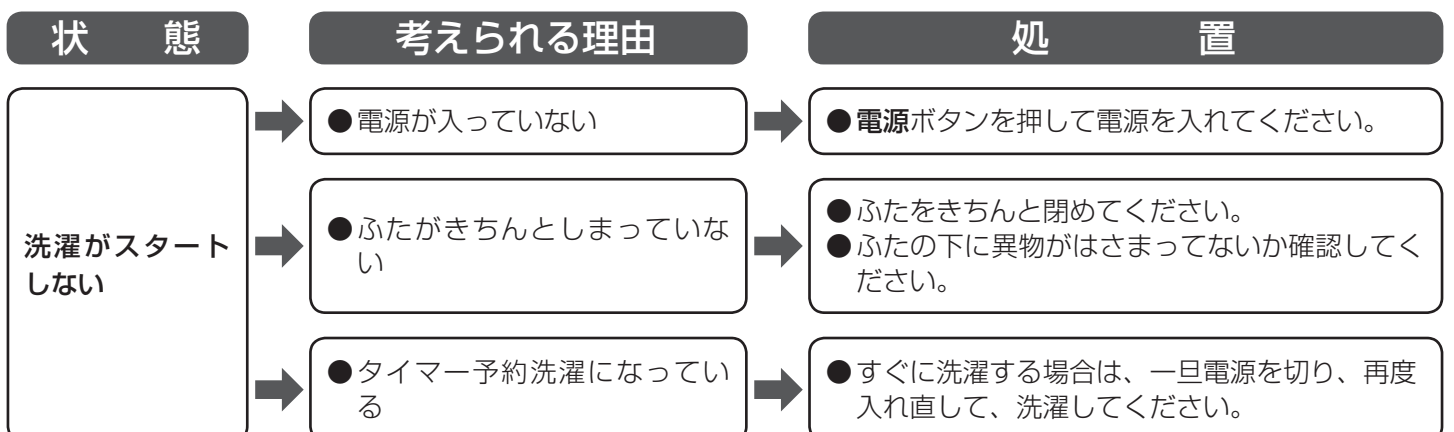 状　態
考えられる理由
処　置
洗濯がスタート
しない
●電源が入っていない
●電源ボタンを押して電源を入れてください。
●ふたがきちんとしまっていな
い
●ふたをきちんと閉めてください。
●ふたの下に異物がはさまってないか確認してく
ださい。
●タイマー予約洗濯になってい
る
●すぐに洗濯する場合は、一旦電源を切り、再度
入れ直して、洗濯してください。